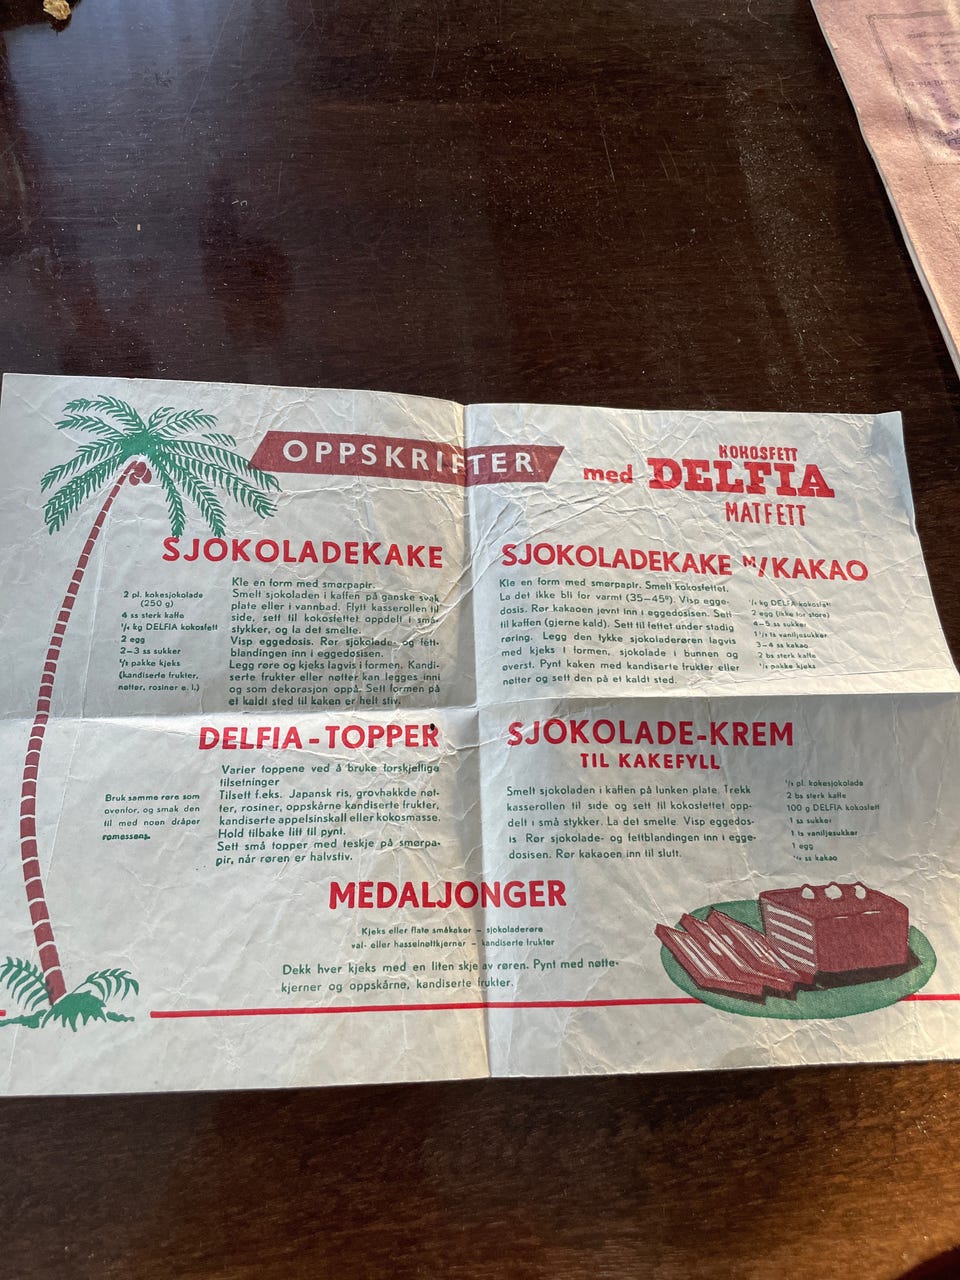 OPPSKRIFTER
med
KOKOSFETT
DELFIA
MATFETT
SJOKOLADEKAKE
2 pl. kokesjokolade
(250 g)
4 ss sterk kaffe
kg DELFIA kokosfett
2 egg
2–3 ss sukker
pakke kjeks
(kandiserte frukter,
nøtter, rosiner e. l.)
Kle en form med smørpapir.
Smelt sjokoladen i kaffen på ganske svak
plate eller i vannbad. Flytt kasserollen til
side, sett til kokosfettet oppdelt i små
stykker, og la det smelte.
Visp eggedosis. Rør sjokolade- og fett-
blandingen inn i eggedosisen.
Legg røre og kjeks lagvis i formen. Kandi-
serte frukter eller nøtter kan legges inni
og som dekorasjon oppå. Sett formen på
et kaldt sted til kaken er helt stiv.
SJOKOLADEKAKE M/KAKAO
Kle en form med smørpapir. Smelt kokosfettet.
La det ikke bli for varmt (35–45°). Visp egge-
dosis. Rør kakaoen jevnt inn i eggedosisen. Sett
til kaffen (gjerne kald). Sett til fettet under stadig
røring. Legg den tykke sjokoladerøren lagvis
med kjeks i formen, sjokolade i bunnen og
øverst. Pynt kaken med kandiserte frukter eller
nøtter og sett den på et kaldt sted.
kg DELFIA kokosfett
2 egg (ikke for store)
4–5 ss sukker
1 1/2 ts vaniljesukker
3–4 ss kakao
2 bs sterk kaffe
pakke kjeks
DELFIA-TOPPER
Bruk samme røre som
ovenfor, og smak den
til med noen dråper
romessens.
Varier toppene ved å bruke forskjellige
tilsetninger
Tilsett f.eks. Japansk ris, grovhakkede nøt-
ter, rosiner, oppskårne kandiserte frukter,
kandiserte appelsinskall eller kokosmasse.
Hold tilbake litt til pynt.
Sett små topper med teskje på smørpa-
pir, når røren er halvstiv.
SJOKOLADE-KREM
TIL KAKEFYLL
Smelt sjokoladen i kaffen på lunken plate. Trekk
kasserollen til side og sett til kokosfettet opp-
delt i små stykker. La det smelte. Visp eggedos-
is Rør sjokolade- og fettblandingen inn i egge-
dosisen. Rør kakaoen inn til slutt.
pl. kokesjokolade
2 bs sterk kaffe
100 g DELFIA kokosfett
1 ss sukker
1 ts vaniljesukker
1 egg
ss kakao
MEDALJONGER
Kjeks eller flate småkaker – sjokoladerøre
val- eller hasselnøttkjerner – kandiserte frukter
Dekk hver kjeks med en liten skje av røren. Pynt med nøtte-
kjerner og oppskårne, kandiserte frukter.